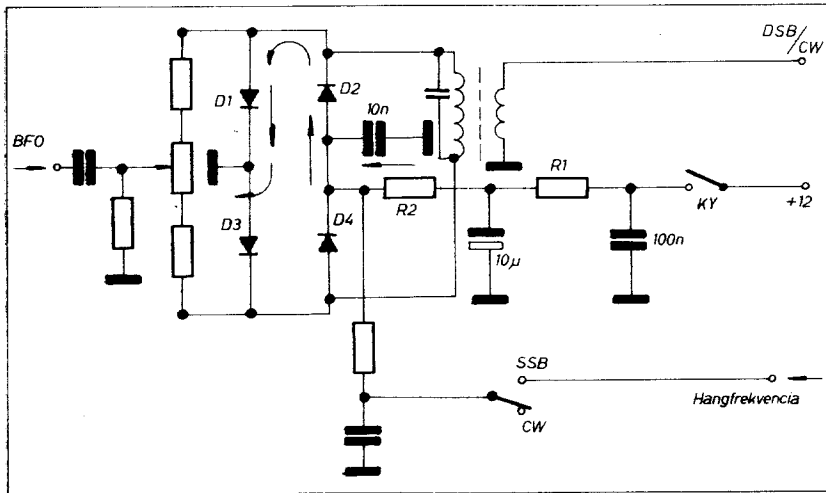 DSB/
CW
BFO
D1
D2
10n
R1
R2
KY
+12
D3
D4
10μ
100n
SSB
CW
Hangfrekvencia